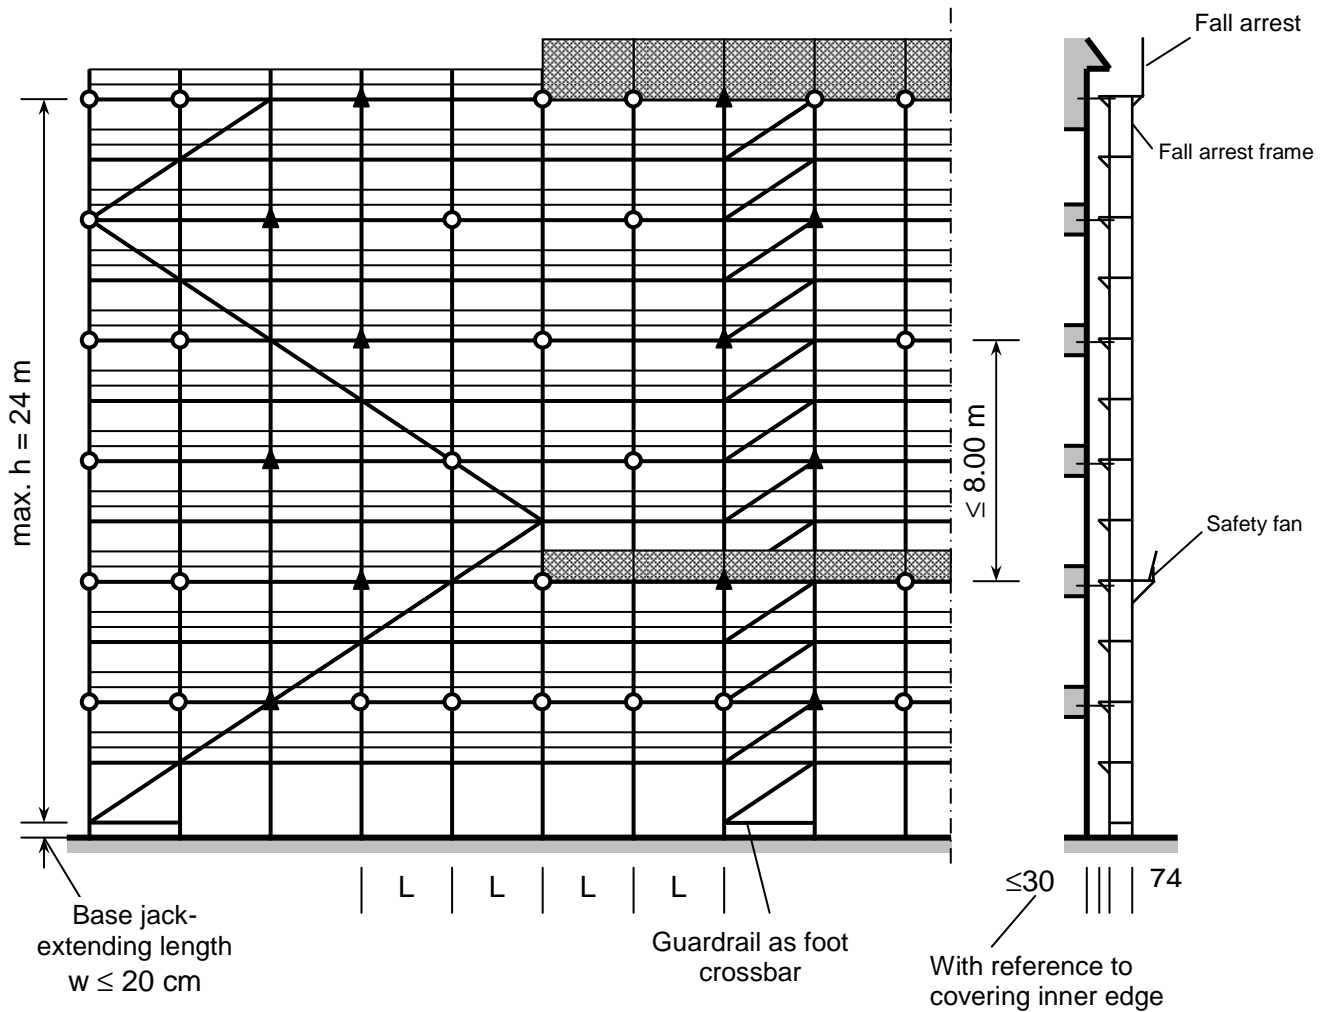 Fall arrest
Fall arrest frame
max. h = 24 m
≤ 8.00 m
Safety fan
L
L
L
L
≤30
74
Base jack-
extending length
w ≤ 20 cm
Guardrail as foot
crossbar
With reference to
covering inner edge